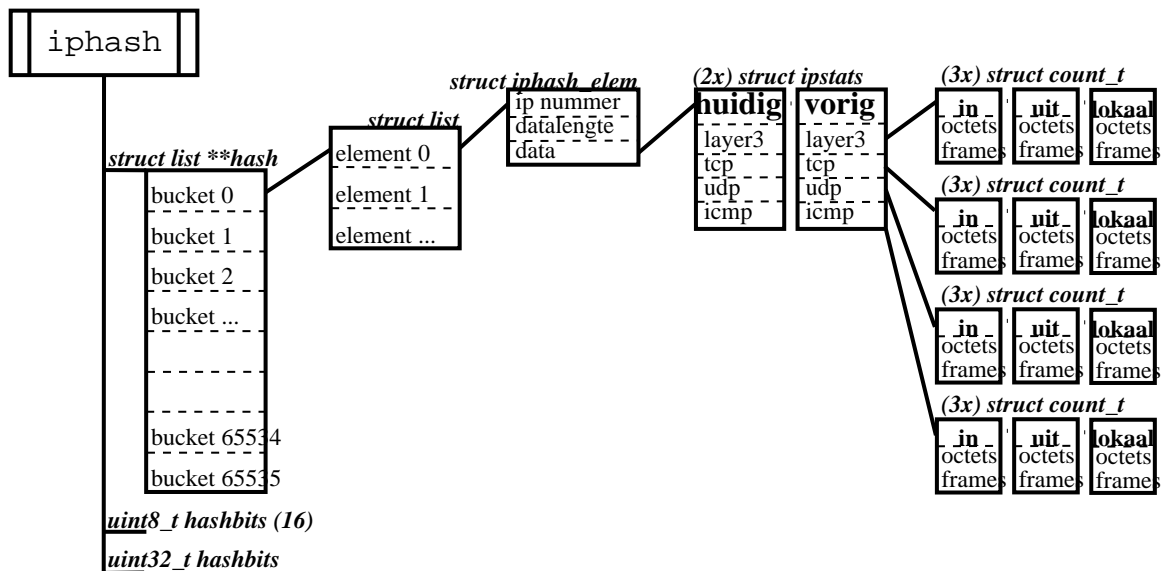 iphash
struct list **hash
bucket 0
bucket 1
bucket 2
bucket ...
bucket 65534
bucket 65535
uint8_t hashbits (16)
uint32_t hashbits
struct list
element 0
element 1
element ...
struct iphash_elem
ip nummer
datalengte
data
(2x) struct ipstats
huidig
layer3
tcp
udp
icmp
vorig
layer3
tcp
udp
icmp
(3x) struct count_t
in
octets
frames
uit
octets
frames
lokaal
octets
frames
(3x) struct count_t
in
octets
frames
uit
octets
frames
lokaal
octets
frames
(3x) struct count_t
in
octets
frames
uit
octets
frames
lokaal
octets
frames
(3x) struct count_t
in
octets
frames
uit
octets
frames
lokaal
octets
frames